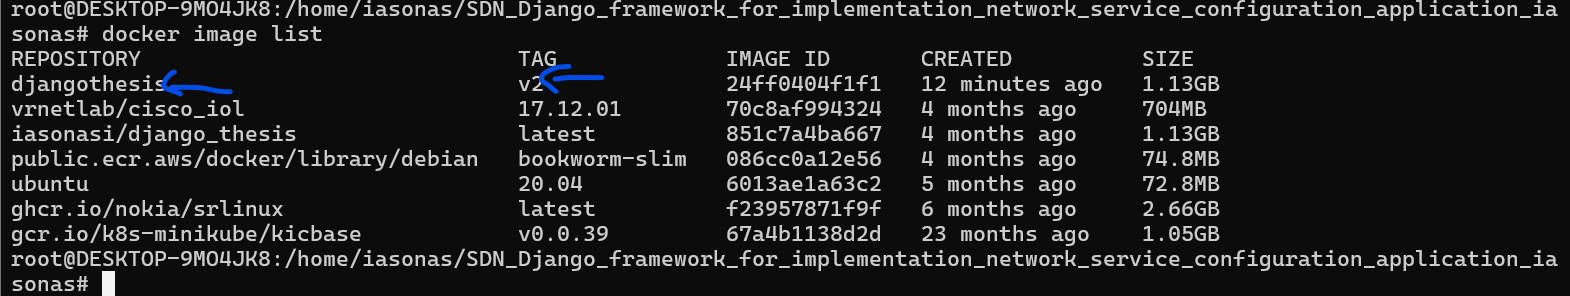 root@DESKTOP-9MO4JK8:/home/iasonas/SDN_Django_framework_for_implementation_network_service_configuration_application_ia
sonas# docker image list
REPOSITORY TAG IMAGE ID CREATED SIZE
djangothesis v2 24ff0404f1f1 12 minutes ago 1.13GB
vrnetlab/cisco_iol 17.12.01 70c8af994324 4 months ago 704MB
iasonasi/django_thesis latest 851c7a4ba667 4 months ago 1.13GB
public.ecr.aws/docker/library/debian bookworm-slim 086cc0a12e56 4 months ago 74.8MB
ubuntu 20.04 6013ae1a63c2 5 months ago 72.8MB
ghcr.io/nokia/srlinux latest f23957871f9f 6 months ago 2.66GB
gcr.io/k8s-minikube/kicbase v0.0.39 67a4b1138d2d 23 months ago 1.05GB
root@DESKTOP-9MO4JK8:/home/iasonas/SDN_Django_framework_for_implementation_network_service_configuration_application_ia
sonas#